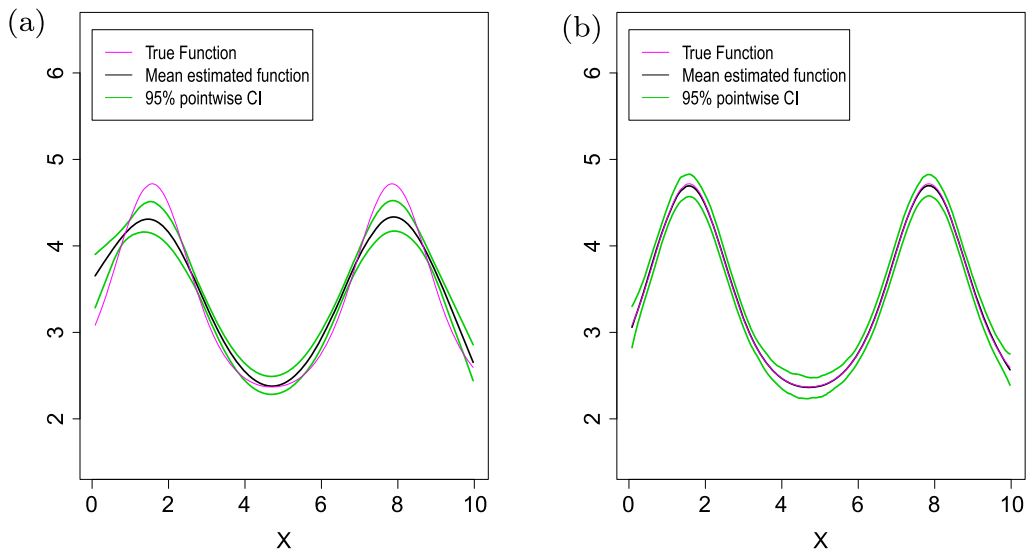 (a)
True Function
Mean estimated function
95% pointwise CI
6
5
4
3
2
0 2 4 6 8 10
X
(b)
True Function
Mean estimated function
95% pointwise CI
6
5
4
3
2
0 2 4 6 8 10
X